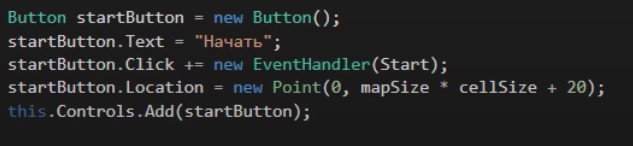 Button startButton = new Button();
startButton.Text = "Начать";
startButton.Click += new EventHandler(Start);
startButton.Location = new Point(0, mapSize * cellSize + 20);
this.Controls.Add(startButton);